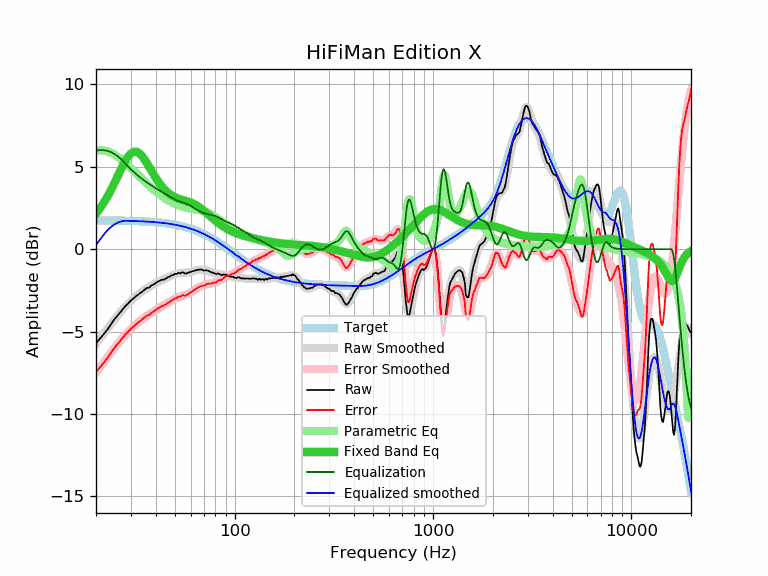 HiFiMan Edition X
Amplitude (dBr)
10
5
0
−5
−10
−15
Target
Raw Smoothed
Error Smoothed
Raw
Error
Parametric Eq
Fixed Band Eq
Equalization
Equalized smoothed
100
1000
10000
Frequency (Hz)